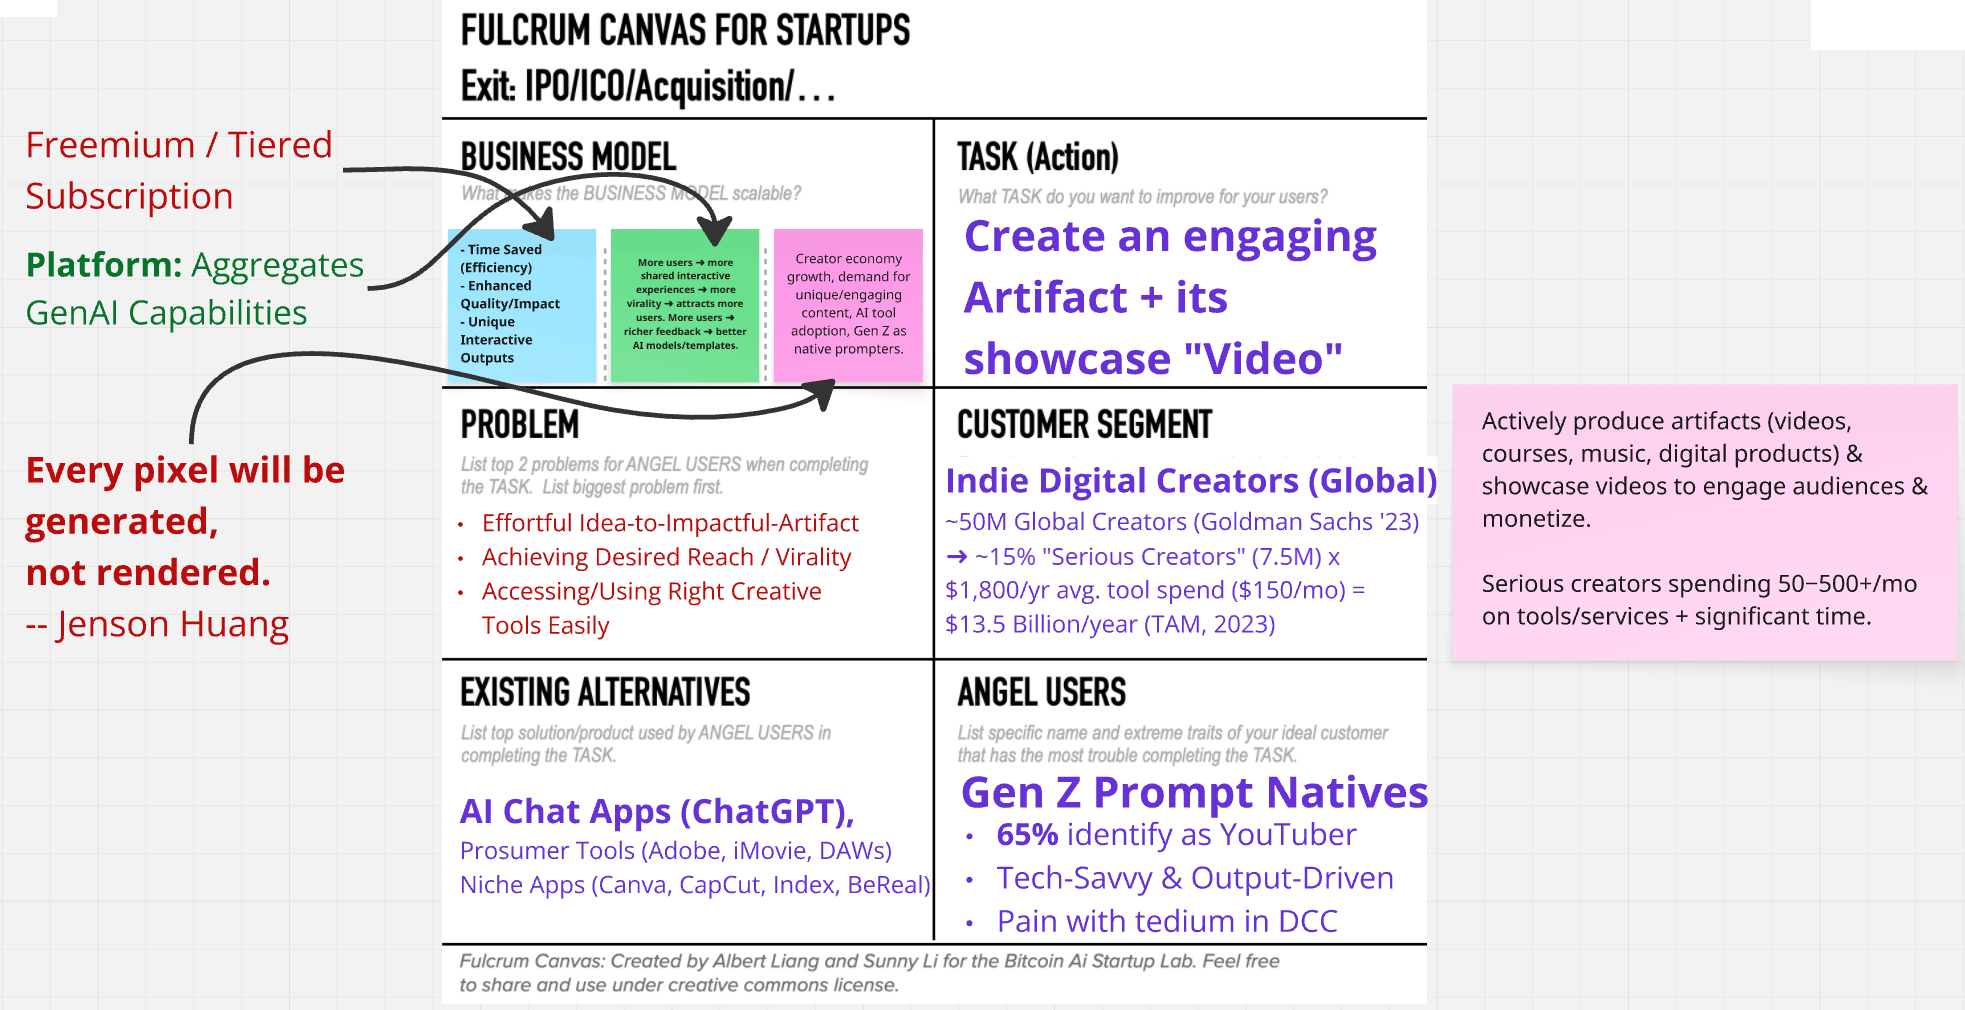 FULCRUM CANVAS FOR STARTUPS
Exit: IPO/ICO/Acquisition/...
Freemium / Tiered
Subscription
Platform: Aggregates
GenAI Capabilities
Every pixel will be
generated,
not rendered.
-- Jenson Huang
BUSINESS MODEL
What makes the BUSINESS MODEL scalable?
- Time Saved
(Efficiency)
- Enhanced
Quality/Impact
- Unique
Interactive
Outputs
More users ➜ more
shared interactive
experiences ➜ more
virality ➜ attracts more
users. More users ➜
richer feedback ➜ better
AI models/templates.
Creator economy
growth, demand for
unique/engaging
content, AI tool
adoption, Gen Z as
native prompters.
TASK (Action)
What TASK do you want to improve for your users?
Create an engaging
Artifact + its
showcase "Video"
PROBLEM
List top 2 problems for ANGEL USERS when completing
the TASK. List biggest problem first.
• Effortful Idea-to-Impactful-Artifact
• Achieving Desired Reach / Virality
• Accessing/Using Right Creative
Tools Easily
CUSTOMER SEGMENT
Indie Digital Creators (Global)
~50M Global Creators (Goldman Sachs '23)
➜ ~15% "Serious Creators" (7.5M) x
$1,800/yr avg. tool spend ($150/mo) =
$13.5 Billion/year (TAM, 2023)
Actively produce artifacts (videos,
courses, music, digital products) &
showcase videos to engage audiences &
monetize.
Serious creators spending 50−500+/mo
on tools/services + significant time.
EXISTING ALTERNATIVES
List top solution/product used by ANGEL USERS in
completing the TASK.
AI Chat Apps (ChatGPT),
Prosumer Tools (Adobe, iMovie, DAWs)
Niche Apps (Canva, CapCut, Index, BeReal)
ANGEL USERS
List specific name and extreme traits of your ideal customer
that has the most trouble completing the TASK.
Gen Z Prompt Natives
• 65% identify as YouTuber
• Tech-Savvy & Output-Driven
• Pain with tedium in DCC
Fulcrum Canvas: Created by Albert Liang and Sunny Li for the Bitcoin Ai Startup Lab. Feel free
to share and use under creative commons license.